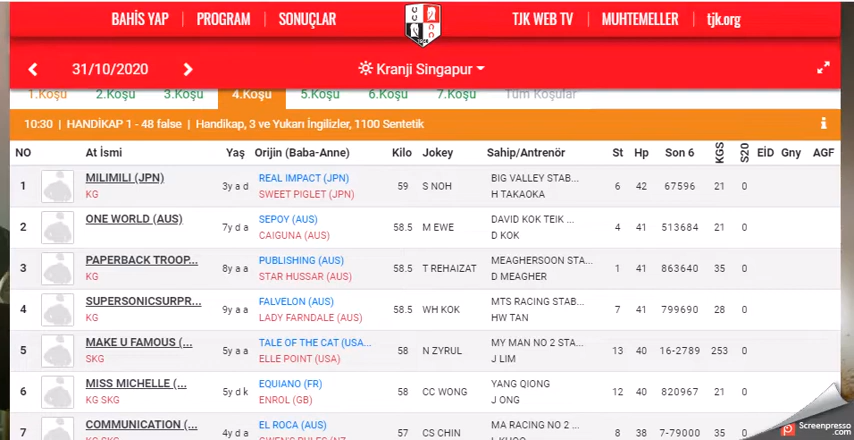 BAHİS YAP | PROGRAM | SONUÇLAR TJK WEB TV | MUHTEMELLER | tjk.org
31/10/2020 Kranji Singapur
1.Koşu 2.Koşu 3.Koşu 4.Koşu 5.Koşu 6.Koşu 7.Koşu Tüm Koşular
10:30 | HANDİKAP 1 - 48 false | Handikap, 3 ve Yukarı İngilizler, 1100 Sentetik
NO At İsmi Yaş Orijin (Baba-Anne) Kilo Jokey Sahip/Antrenör St Hp Son 6 KGS S20 EİD Gny AGF
1 MILIMILI (JPN) 3y a d REAL IMPACT (JPN) 59 S NOH BIG VALLEY STAB... 6 42 67596 21 0
KG SWEET PIGLET (JPN) H TAKAOKA
2 ONE WORLD (AUS) 7y d a SEPOY (AUS) 58.5 M EWE DAVID KOK TEIK ... 4 41 513684 21 0
CAIGUNA (AUS) D KOK
3 PAPERBACK TROOP... 8y a a PUBLISHING (AUS) 58.5 T REHAIZAT MEAGHERSOON STA... 1 41 863640 35 0
KG STAR HUSSAR (AUS) D MEAGHER
4 SUPERSONICSURPR... 9y a a FALVELON (AUS) 58.5 WH KOK MTS RACING STAB... 7 41 799690 28 0
KG LADY FARNDALE (AUS) HW TAN
5 MAKE U FAMOUS (... 5y a a TALE OF THE CAT (USA... 58 N ZYRUL MY MAN NO 2 STA... 13 40 16-2789 253 0
SKG ELLE POINT (USA) J LIM
6 MISS MICHELLE (... 5y d k EQUIANO (FR) 58 CC WONG YANG QIONG 12 40 820967 21 0
KG SKG ENROL (GB) J ONG
7 COMMUNICATION (... 4y d a EL ROCA (AUS) 57 CS CHIN MA RACING NO 2 ... 8 38 7-79000 35 0
KG SKG
Screenpresso
.com